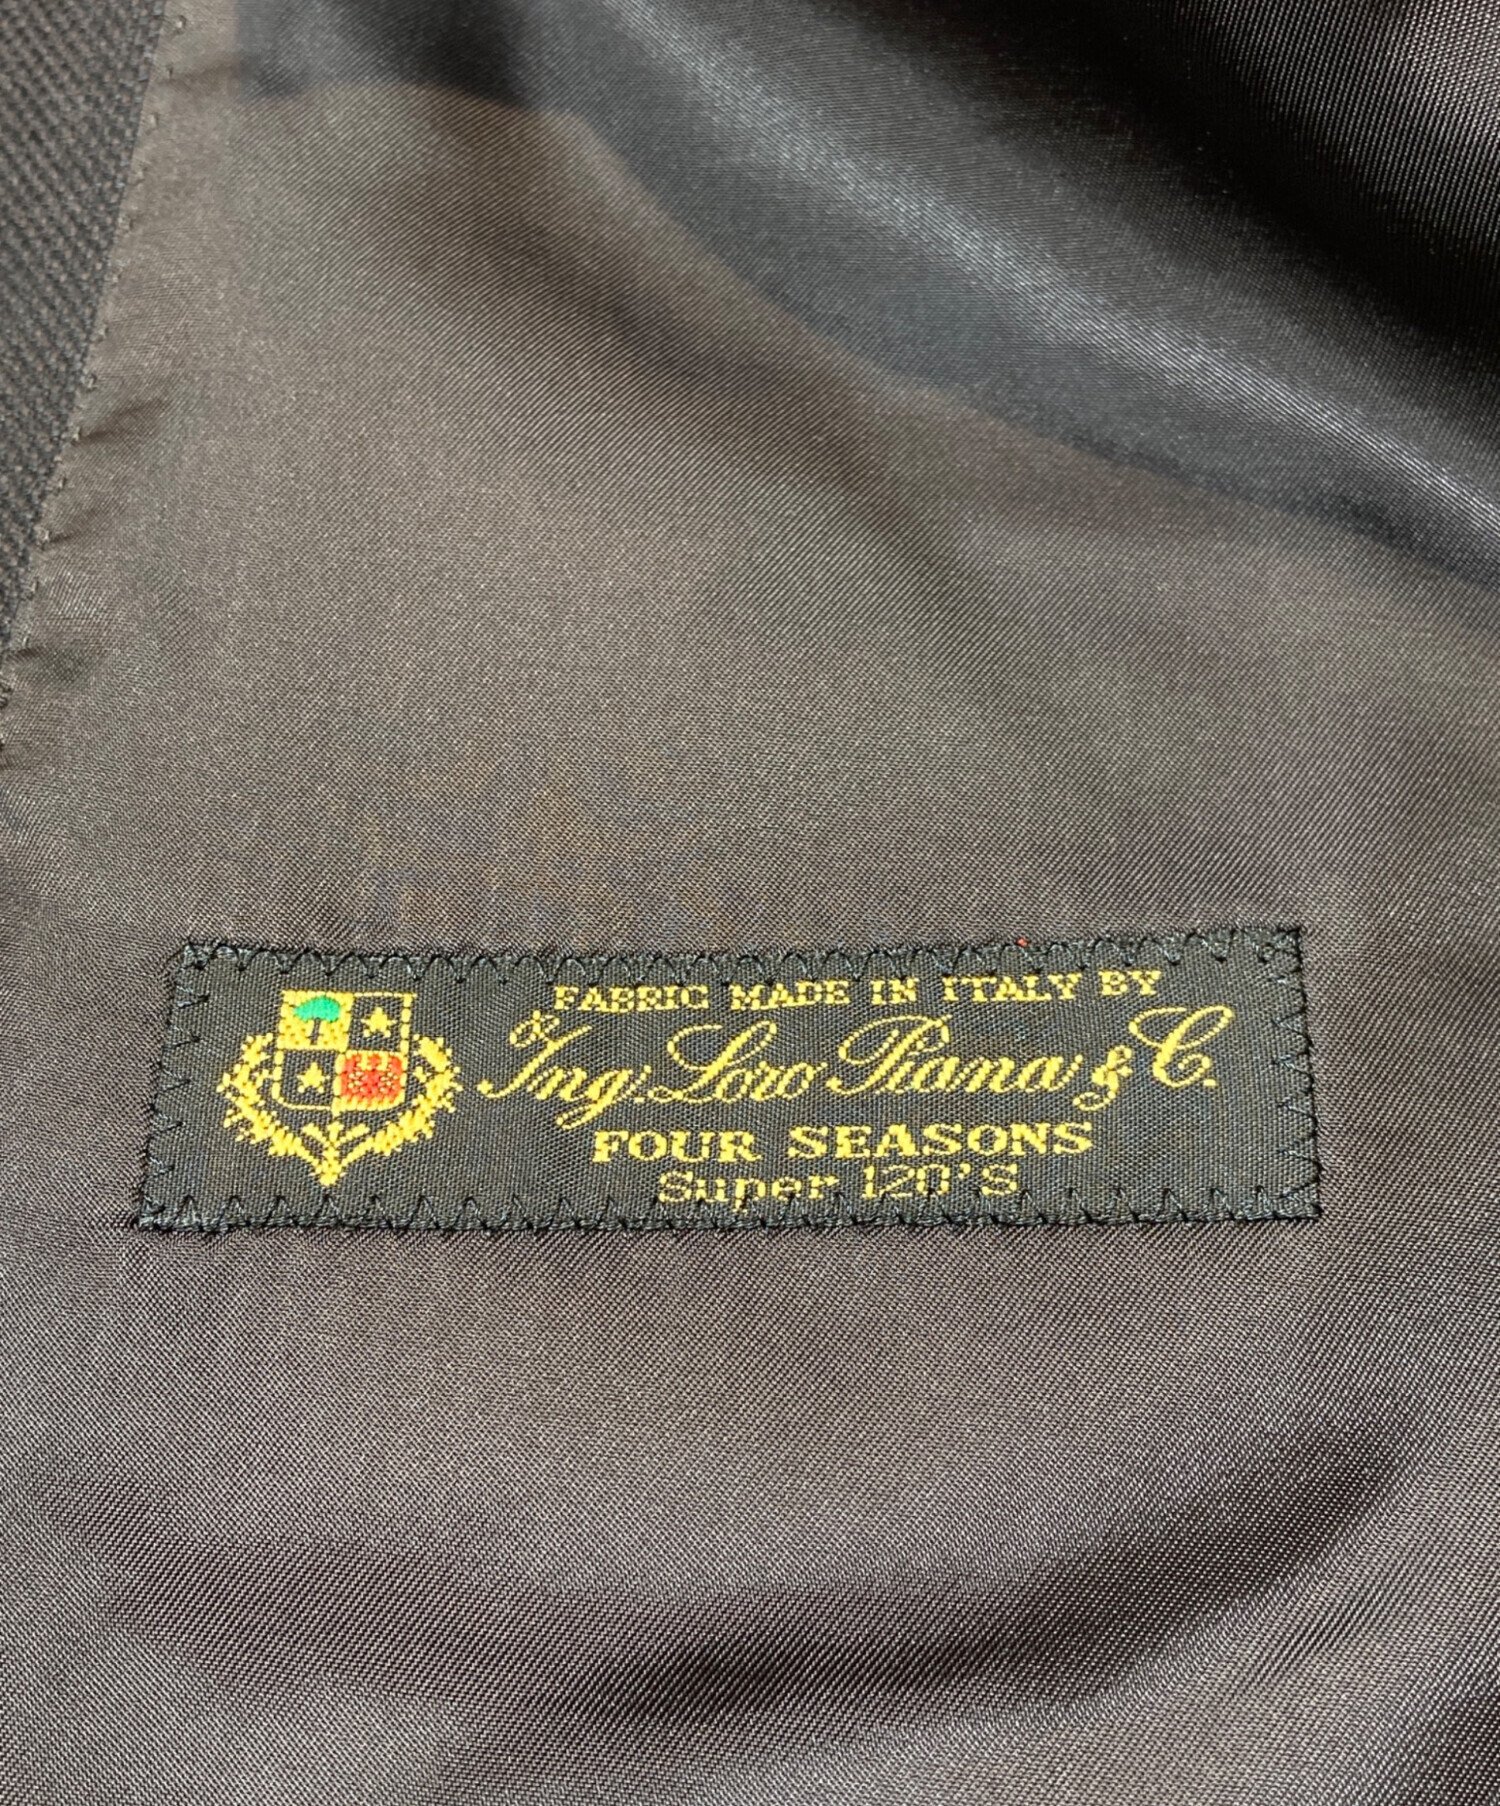 FABRIC MADE IN ITALY BY
Ing. Loro Piana & C.
FOUR SEASONS
Super 120'S